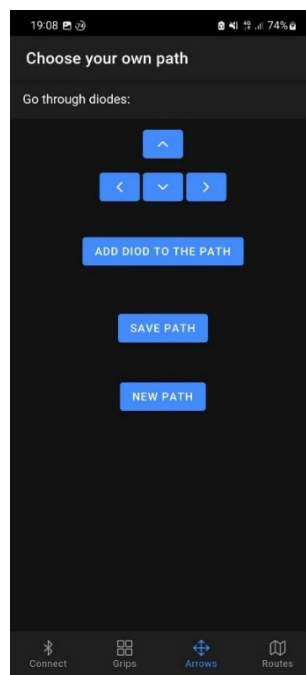 19:08 74%
Choose your own path
Go through diodes:
ADD DIOD TO THE PATH
SAVE PATH
NEW PATH
Connect Grips Arrows Routes